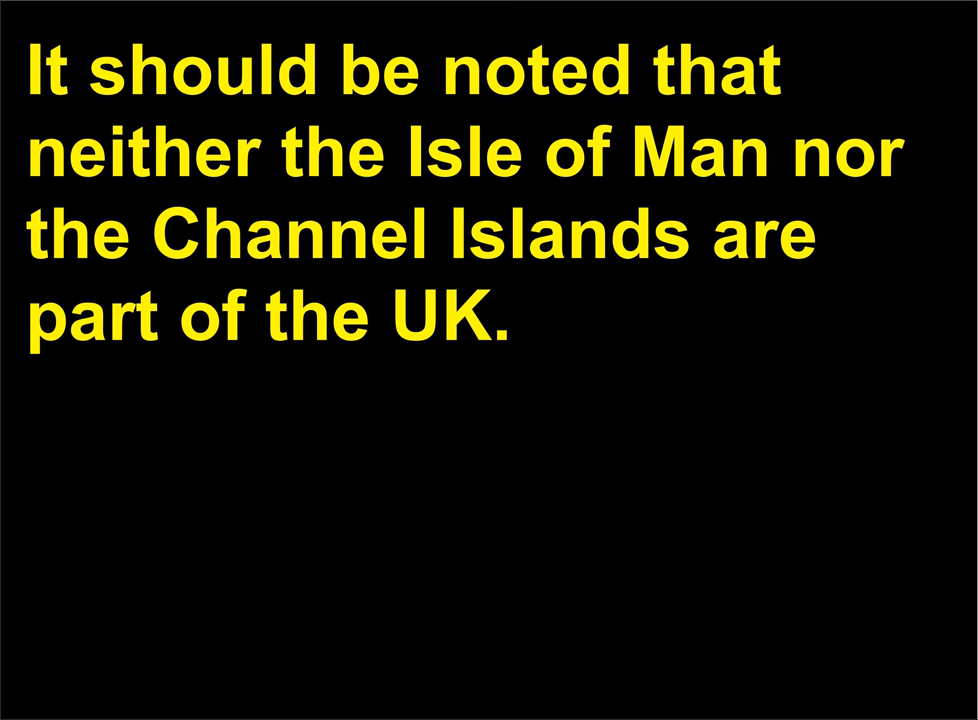 It should be noted that
neither the Isle of Man nor
the Channel Islands are
part of the UK.